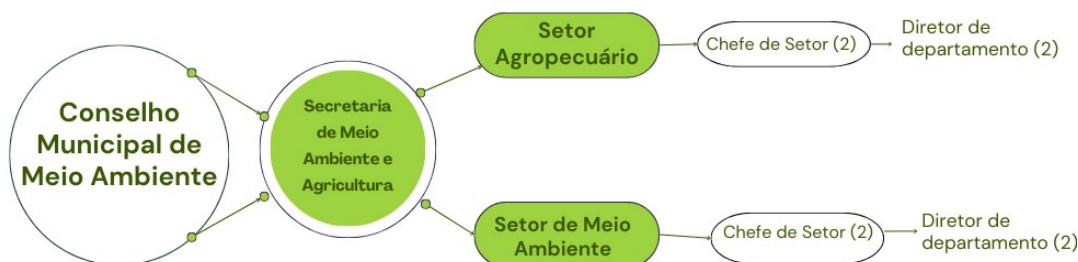 Conselho
Municipal de
Meio Ambiente
Secretaria
de Meio
Ambiente e
Agricultura
Setor
Agropecuário
Chefe de Setor (2)
Diretor de
departamento (2)
Setor de Meio
Ambiente
Chefe de Setor (2)
Diretor de
departamento (2)